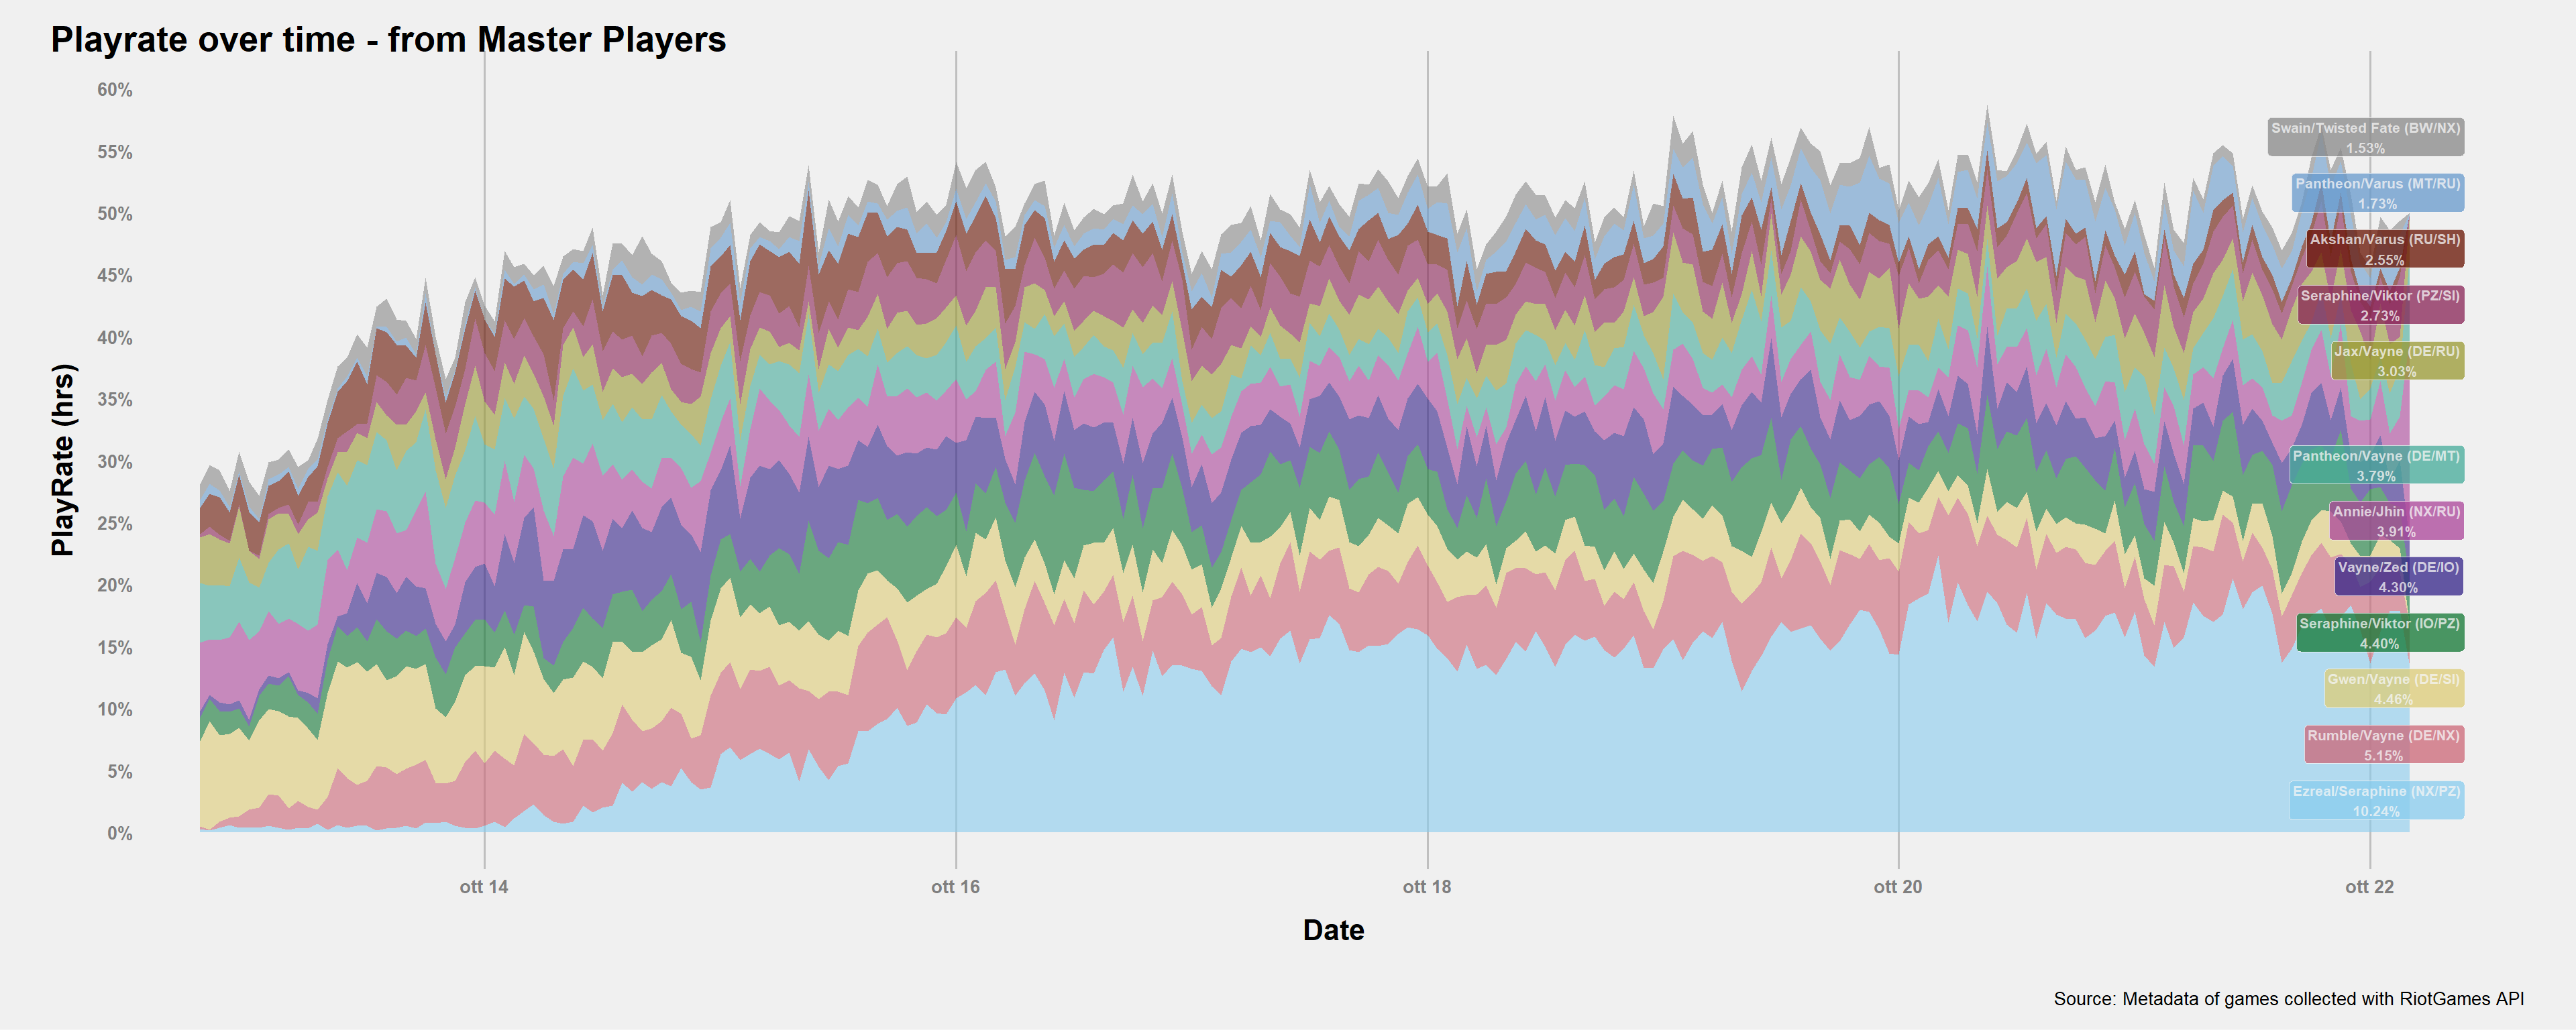 Playrate over time - from Master Players
PlayRate (hrs)
60%
55%
50%
45%
40%
35%
30%
25%
20%
15%
10%
5%
0%
Swain/Twisted Fate (BW/NX)
1.53%
Pantheon/Varus (MT/RU)
1.73%
Akshan/Varus (RU/SH)
2.55%
Seraphine/Viktor (PZ/SI)
2.73%
Jax/Vayne (DE/RU)
3.03%
Pantheon/Vayne (DE/MT)
3.79%
Annie/Jhin (NX/RU)
3.91%
Vayne/Zed (DE/IO)
4.30%
Seraphine/Viktor (IO/PZ)
4.40%
Gwen/Vayne (DE/SI)
4.46%
Rumble/Vayne (DE/NX)
5.15%
Ezreal/Seraphine (NX/PZ)
10.24%
ott 14
ott 16
ott 18
ott 20
ott 22
Date
Source: Metadata of games collected with RiotGames API